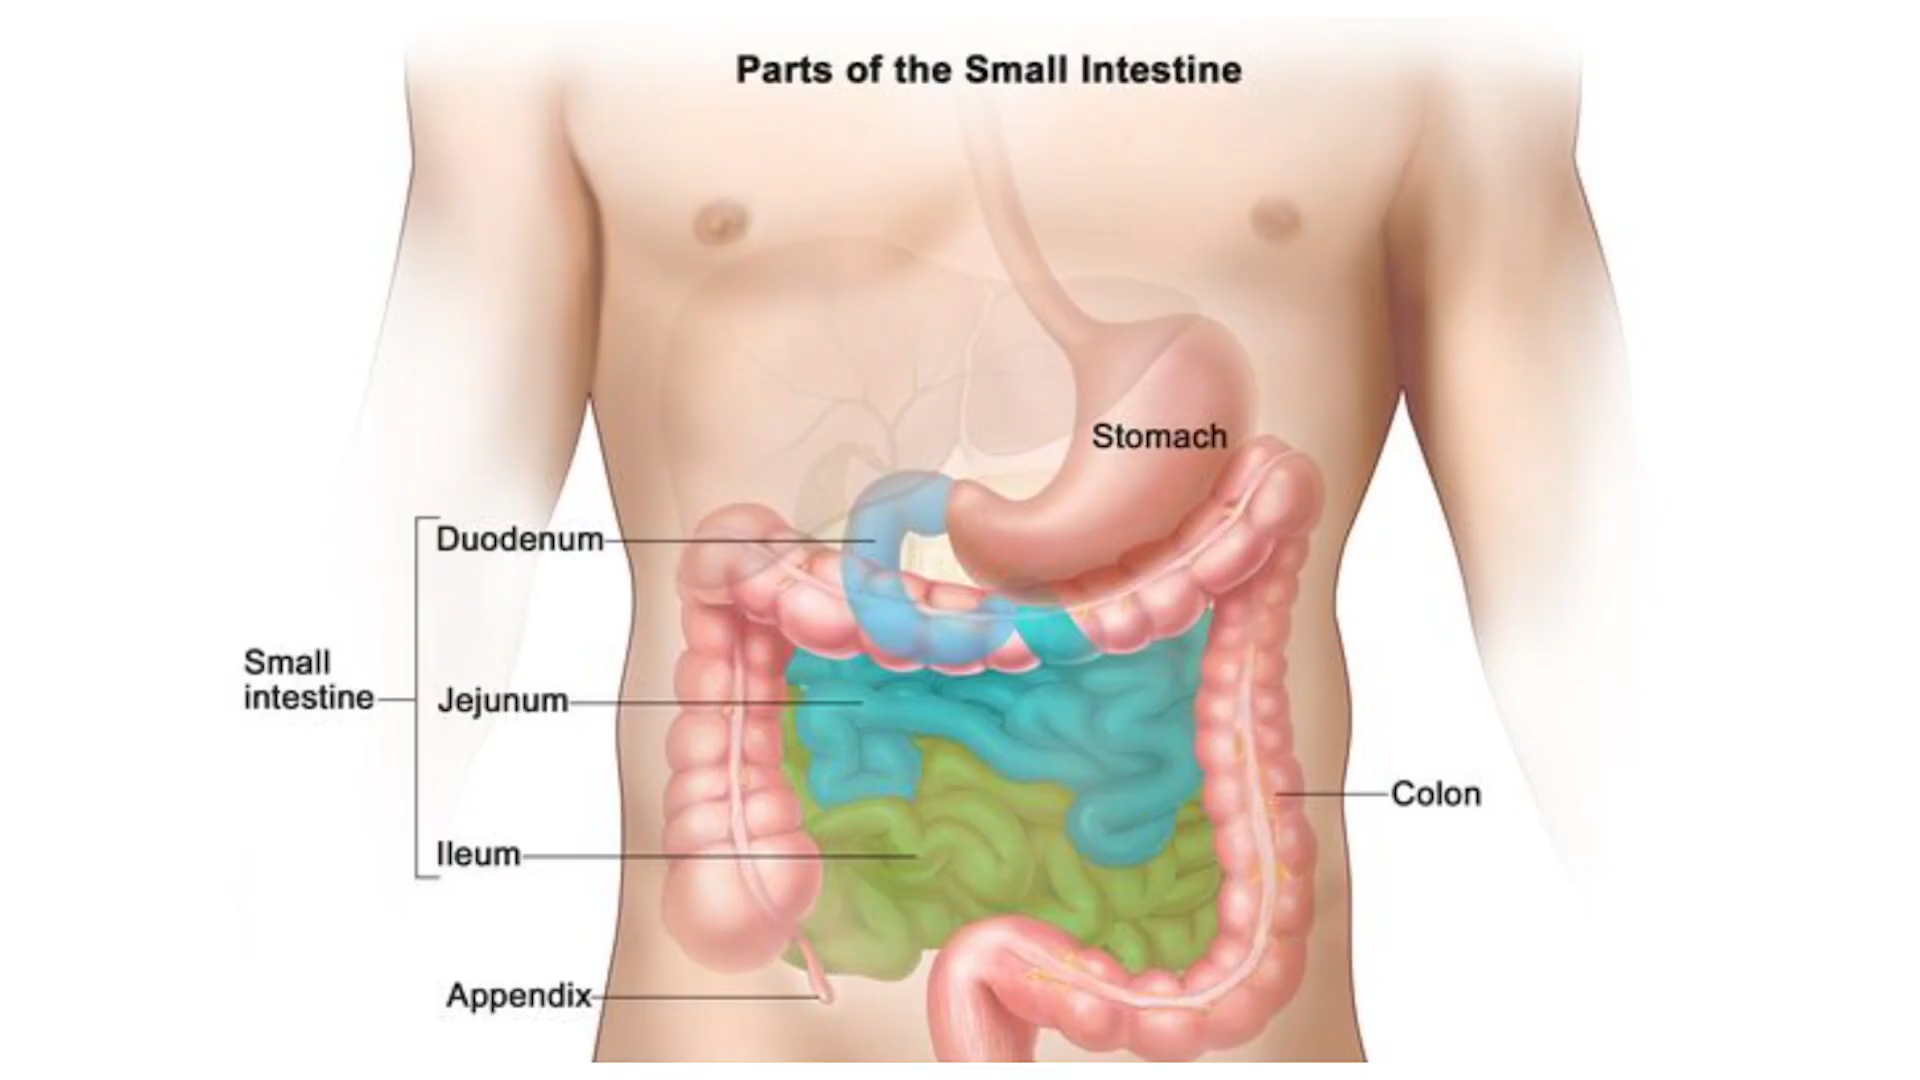 Parts of the Small Intestine
Stomach
Duodenum
Small
intestine
Jejunum
Colon
Ileum
Appendix